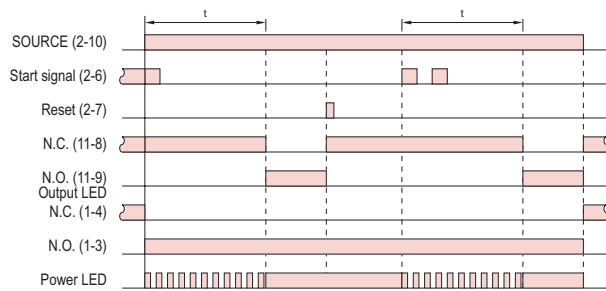 t
t
SOURCE (2-10)
Start signal (2-6)
Reset (2-7)
N.C. (11-8)
N.O. (11-9)
Output LED
N.C. (1-4)
N.O. (1-3)
Power LED